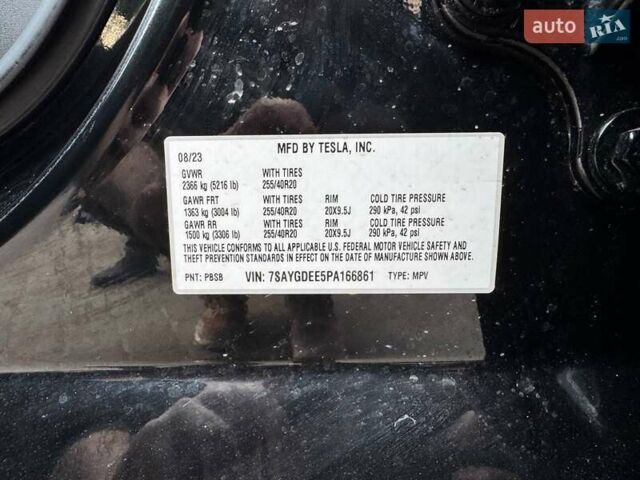 auto RIA.com
MFD BY TESLA, INC.
08/23
GVWR WITH TIRES
2366 kg (5216 lb) 255/40R20
GAWR FRT WITH TIRES RIM COLD TIRE PRESSURE
1363 kg (3004 lb) 255/40R20 20X9.5J 290 kPa, 42 psi
GAWR RR WITH TIRES RIM COLD TIRE PRESSURE
1500 kg (3306 lb) 255/40R20 20X9.5J 290 kPa, 42 psi
THIS VEHICLE CONFORMS TO ALL APPLICABLE U.S. FEDERAL MOTOR VEHICLE SAFETY AND
THEFT PREVENTION STANDARDS IN EFFECT ON THE DATE OF MANUFACTURE SHOWN ABOVE.
PNT: PBSB VIN: 7SAYGDEE5PA166861 TYPE: MPV